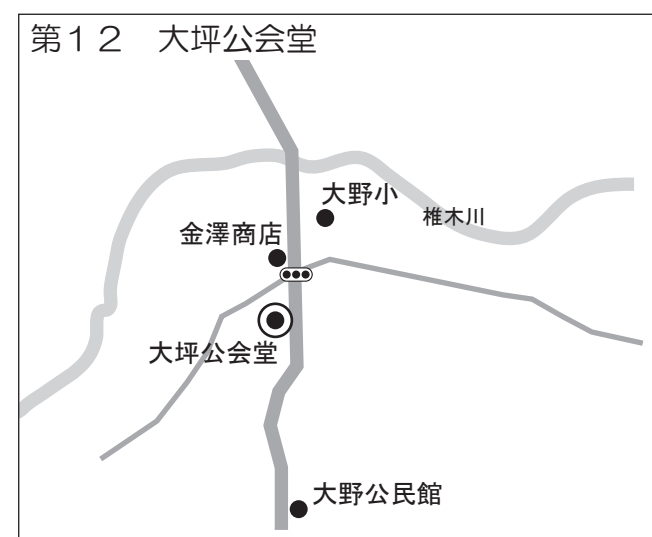 第１２　大坪公会堂
大野小
椎木川
金澤商店
大坪公会堂
大野公民館